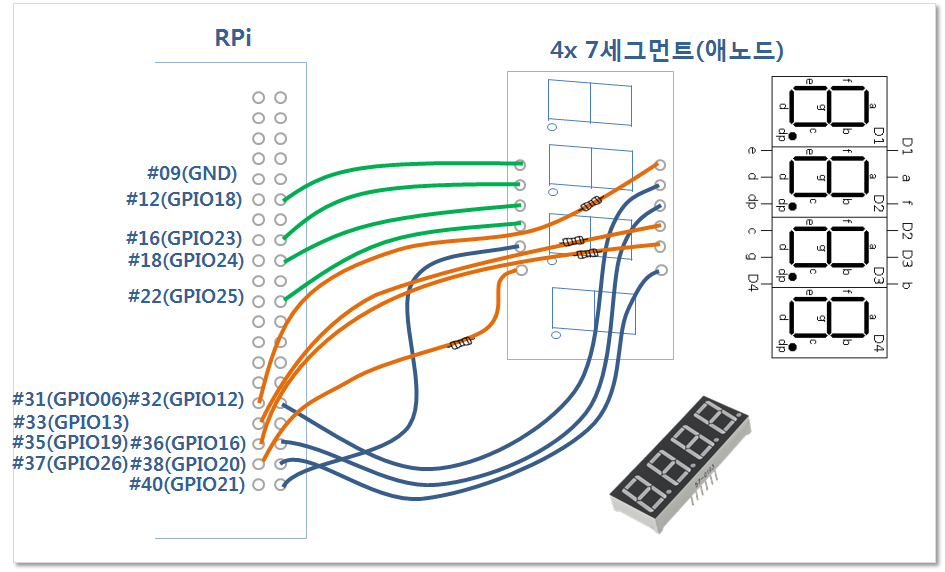 RPi
4x 7세그먼트(애노드)
#09(GND)
#12(GPIO18)
#16(GPIO23)
#18(GPIO24)
#22(GPIO25)
#31(GPIO06)#32(GPIO12)
#33(GPIO13)
#35(GPIO19) #36(GPIO16)
#37(GPIO26) #38(GPIO20)
#40(GPIO21)
e f
d g a
dp c b D1
e f
d g a
dp c b D2
e f
d g a
dp c b D3
e f
d g a
dp c b D4
e D1
d a
dp f
c D2
g D3
D4 b